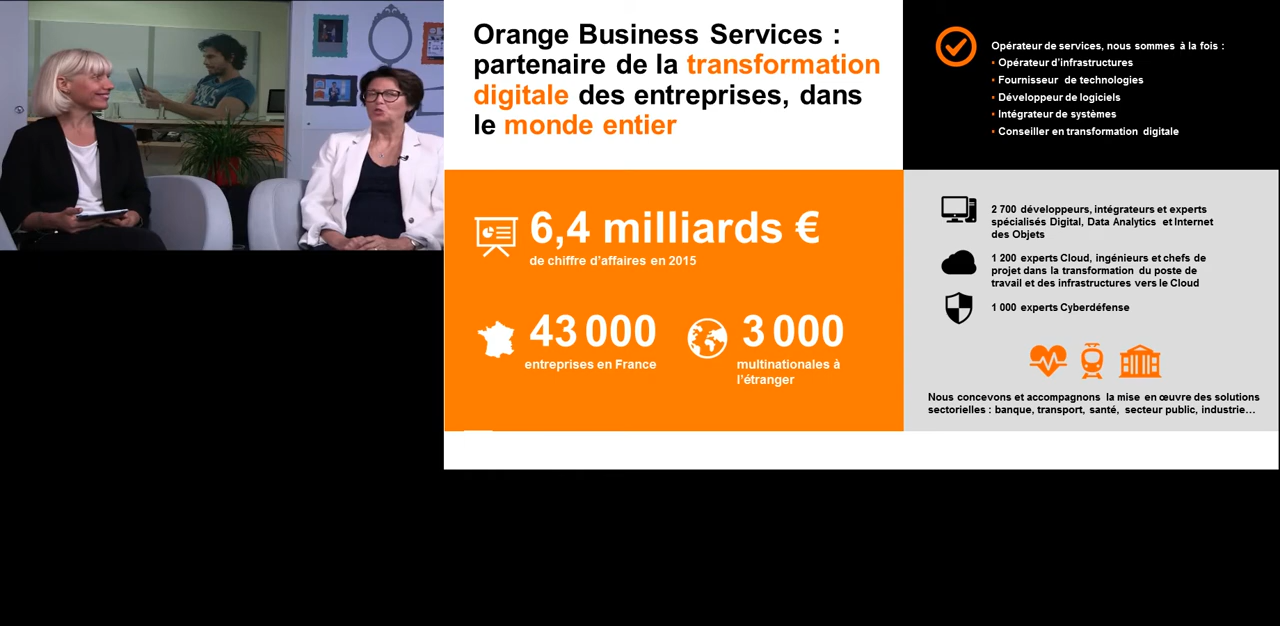 Orange Business Services :
partenaire de la transformation
digitale des entreprises, dans
le monde entier
6,4 milliards €
de chiffre d'affaires en 2015
43 000
entreprises en France
3 000
multinationales à
l'étranger
Opérateur de services, nous sommes à la fois :
• Opérateur d'infrastructures
• Fournisseur de technologies
• Développeur de logiciels
• Intégrateur de systèmes
• Conseiller en transformation digitale
2 700 développeurs, intégrateurs et experts
spécialisés Digital, Data Analytics et Internet
des Objets
1 200 experts Cloud, ingénieurs et chefs de
projet dans la transformation du poste de
travail et des infrastructures vers le Cloud
1 000 experts Cyberdéfense
Nous concevons et accompagnons la mise en œuvre des solutions
sectorielles : banque, transport, santé, secteur public, industrie…